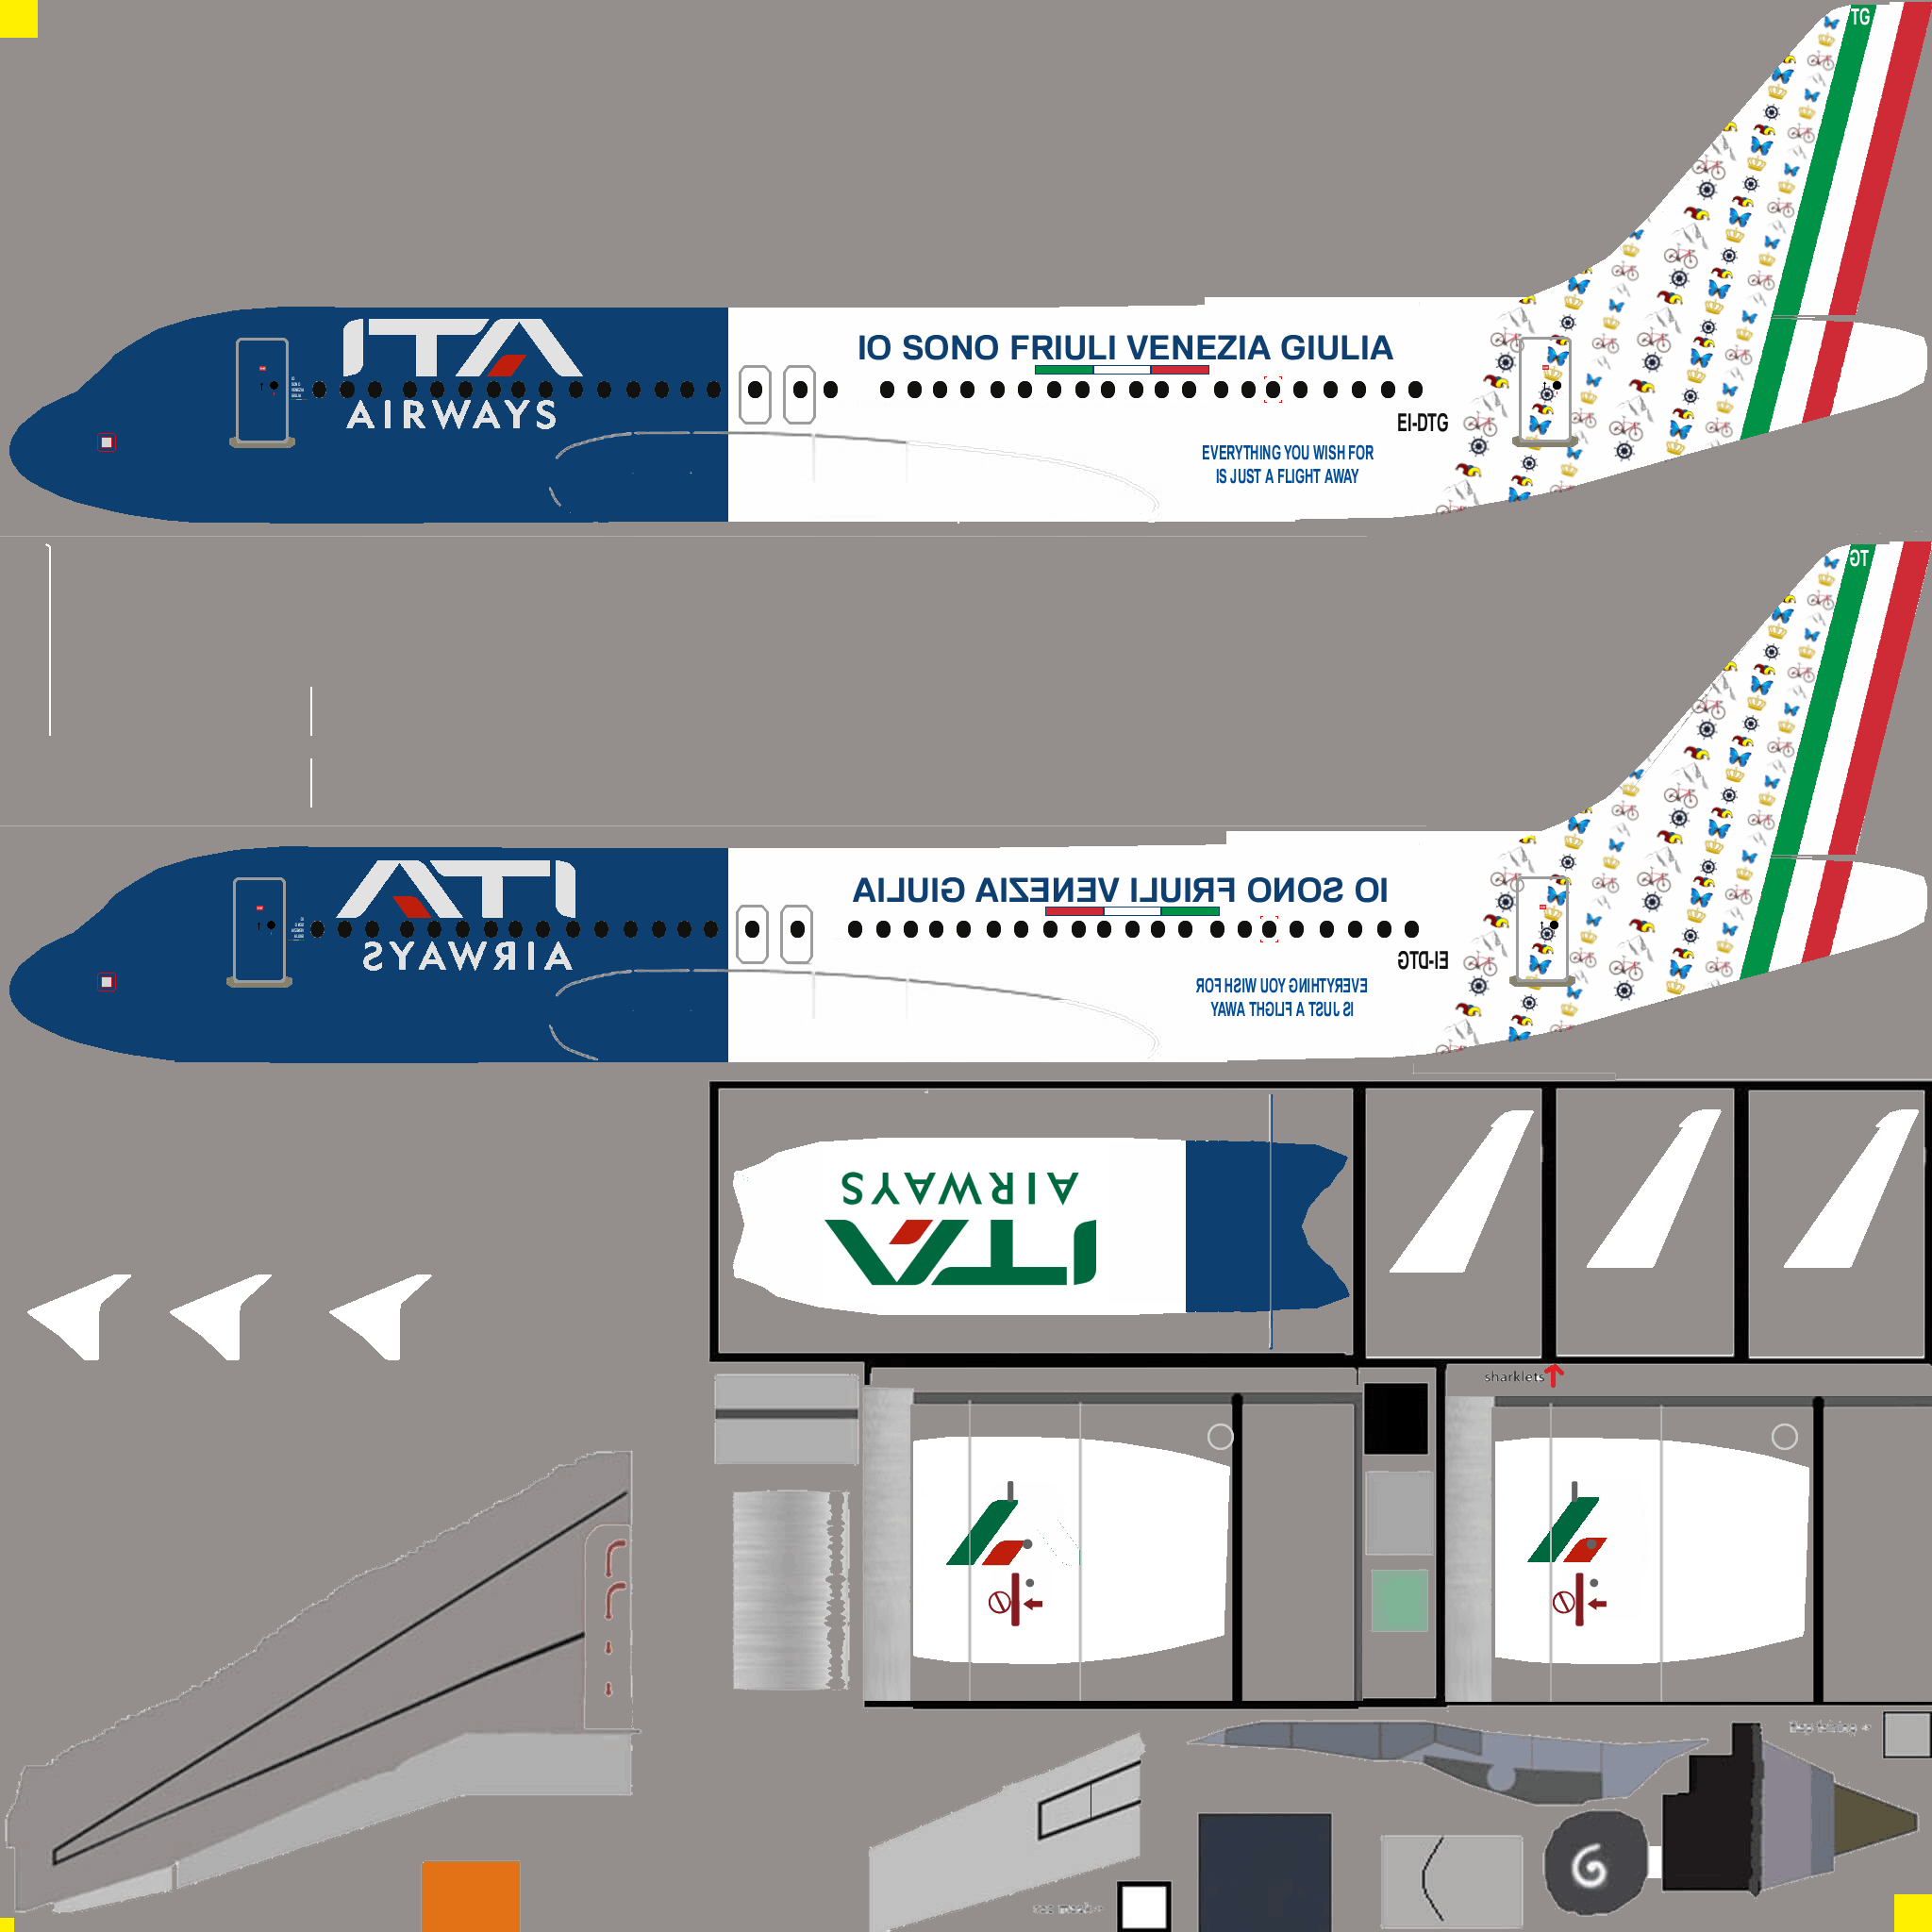 TG
ITA
AIRWAYS
IO SONO FRIULI VENEZIA GIULIA
EI-DTG
EVERYTHING YOU WISH FOR
IS JUST A FLIGHT AWAY
TG
ITA
AIRWAYS
IO SONO FRIULI VENEZIA GIULIA
EI-DTG
EVERYTHING YOU WISH FOR
IS JUST A FLIGHT AWAY
AIRWAYS
ITA
sharklets